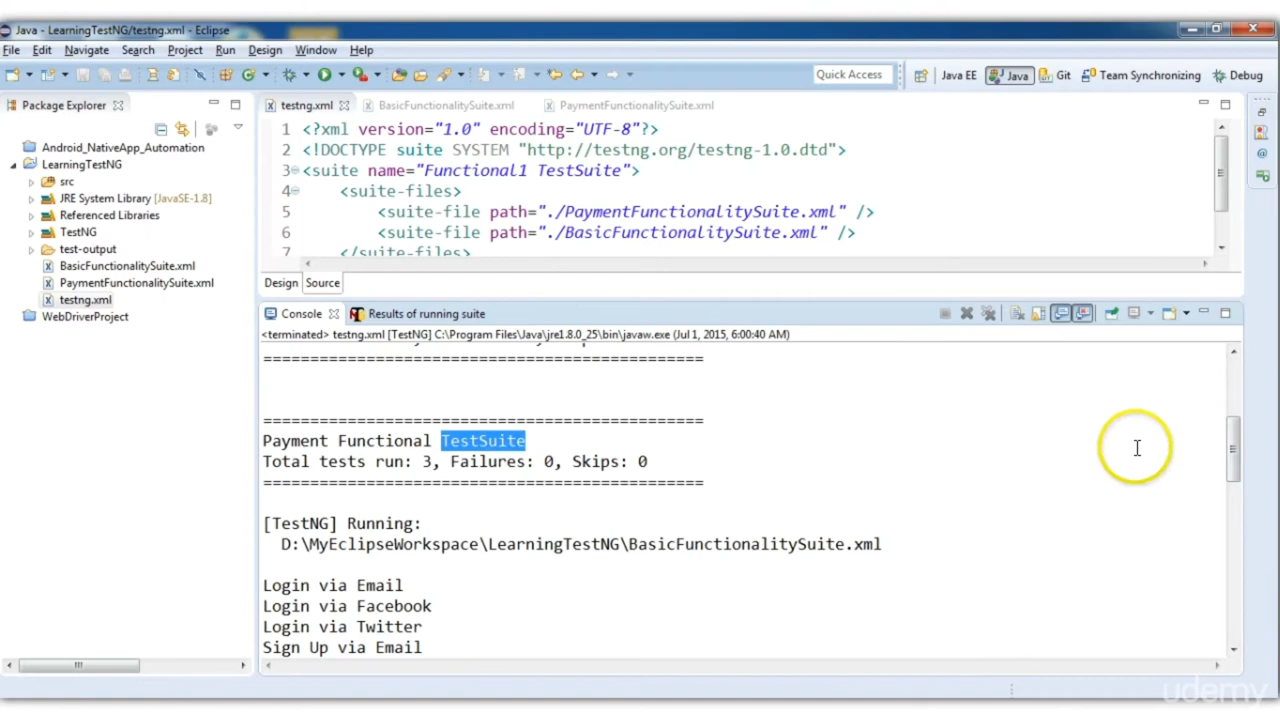 Java - LearningTestNG/testng.xml - Eclipse
File Edit Navigate Search Project Run Design Window Help
Quick Access Java EE Java Git Team Synchronizing Debug
Package Explorer
Android_NativeApp_Automation
LearningTestNG
src
JRE System Library [JavaSE-1.8]
Referenced Libraries
TestNG
test-output
BasicFunctionalitySuite.xml
PaymentFunctionalitySuite.xml
testng.xml
WebDriverProject
testng.xml BasicFunctionalitySuite.xml PaymentFunctionalitySuite.xml
1 <?xml version="1.0" encoding="UTF-8"?>
2 <!DOCTYPE suite SYSTEM "http://testng.org/testng-1.0.dtd">
3 <suite name="Functional1 TestSuite">
4 <suite-files>
5 <suite-file path="./PaymentFunctionalitySuite.xml" />
6 <suite-file path="./BasicFunctionalitySuite.xml" />
7 </suite-files>
Design Source
Console Results of running suite
<terminated> testng.xml [TestNG] C:\Program Files\Java\jre1.8.0_25\bin\javaw.exe (Jul 1, 2015, 6:00:40 AM)
===============================================
===============================================
Payment Functional TestSuite
Total tests run: 3, Failures: 0, Skips: 0
===============================================
[TestNG] Running:
D:\MyEclipseWorkspace\LearningTestNG\BasicFunctionalitySuite.xml
Login via Email
Login via Facebook
Login via Twitter
Sign Up via Email
udemy